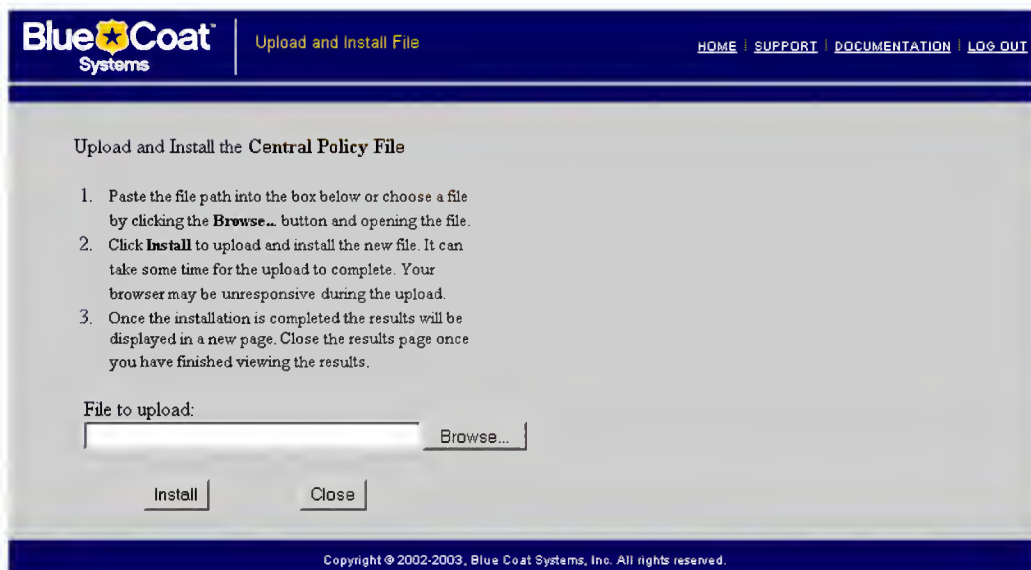 BlueCoat™
Systems
Upload and Install File
HOME | SUPPORT | DOCUMENTATION | LOG OUT
Upload and Install the Central Policy File
1. Paste the file path into the box below or choose a file
by clicking the Browse... button and opening the file.
2. Click Install to upload and install the new file. It can
take some time for the upload to complete. Your
browser may be unresponsive during the upload.
3. Once the installation is completed the results will be
displayed in a new page. Close the results page once
you have finished viewing the results.
File to upload:
Browse...
Install Close
Copyright © 2002-2003, Blue Coat Systems, Inc. All rights reserved.